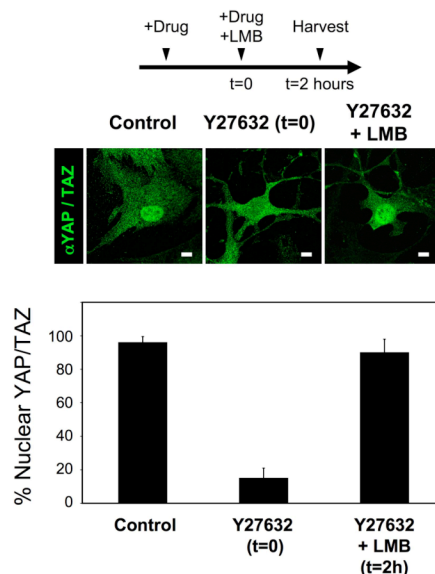 +Drug
+Drug
+LMB
Harvest
t=0
t=2 hours
Control
Y27632 (t=0)
Y27632
+ LMB
αYAP / TAZ
% Nuclear YAP/TAZ
100
80
60
40
20
0
Control
Y27632
(t=0)
Y27632
+ LMB
(t=2h)